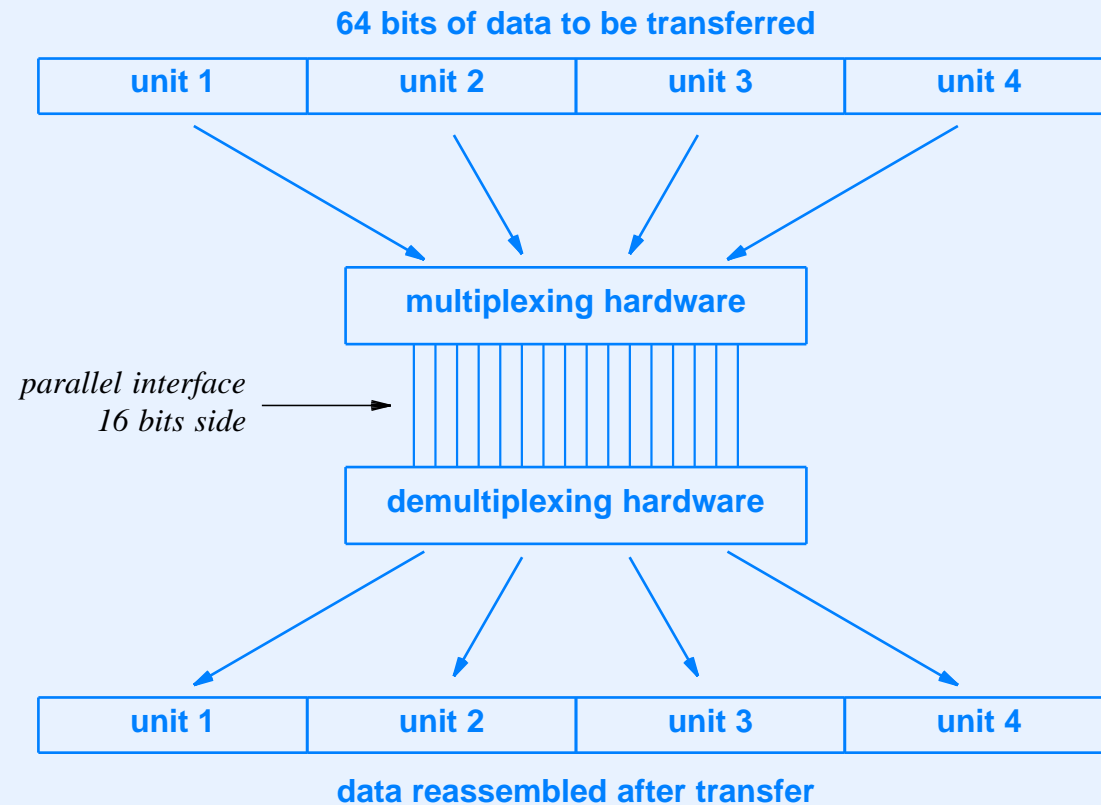 64 bits of data to be transferred
unit 1 unit 2 unit 3 unit 4
multiplexing hardware
parallel interface
16 bits side
demultiplexing hardware
unit 1 unit 2 unit 3 unit 4
data reassembled after transfer